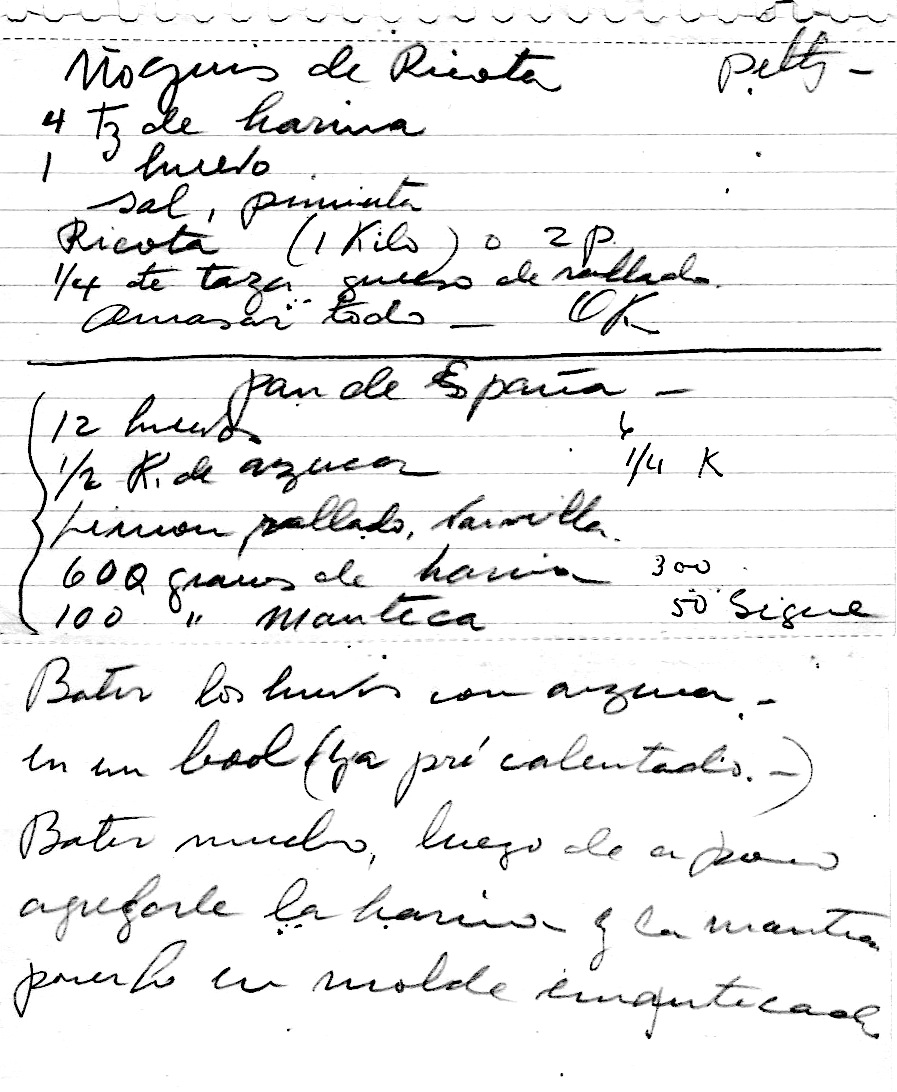 Ñoquis de Ricota Petty -
4 Tz de harina
1 huevo
sal, pimienta
Ricota (1 Kilo) o 2 p.
1/4 de taza queso de rallado.
Amasar todo - OK
Pan de España -
12 huevos 6
1/2 K. de azucar 1/4 K
Limon rallado, vainilla.
600 gramos de harina 300
100 " manteca 50 Sigue
Batir los huevos con azucar. -
en un bool (ya pré calentado. -)
Batir mucho, luego de a poco
agregarle la harina y la manteca
ponerlo en molde enmantecado